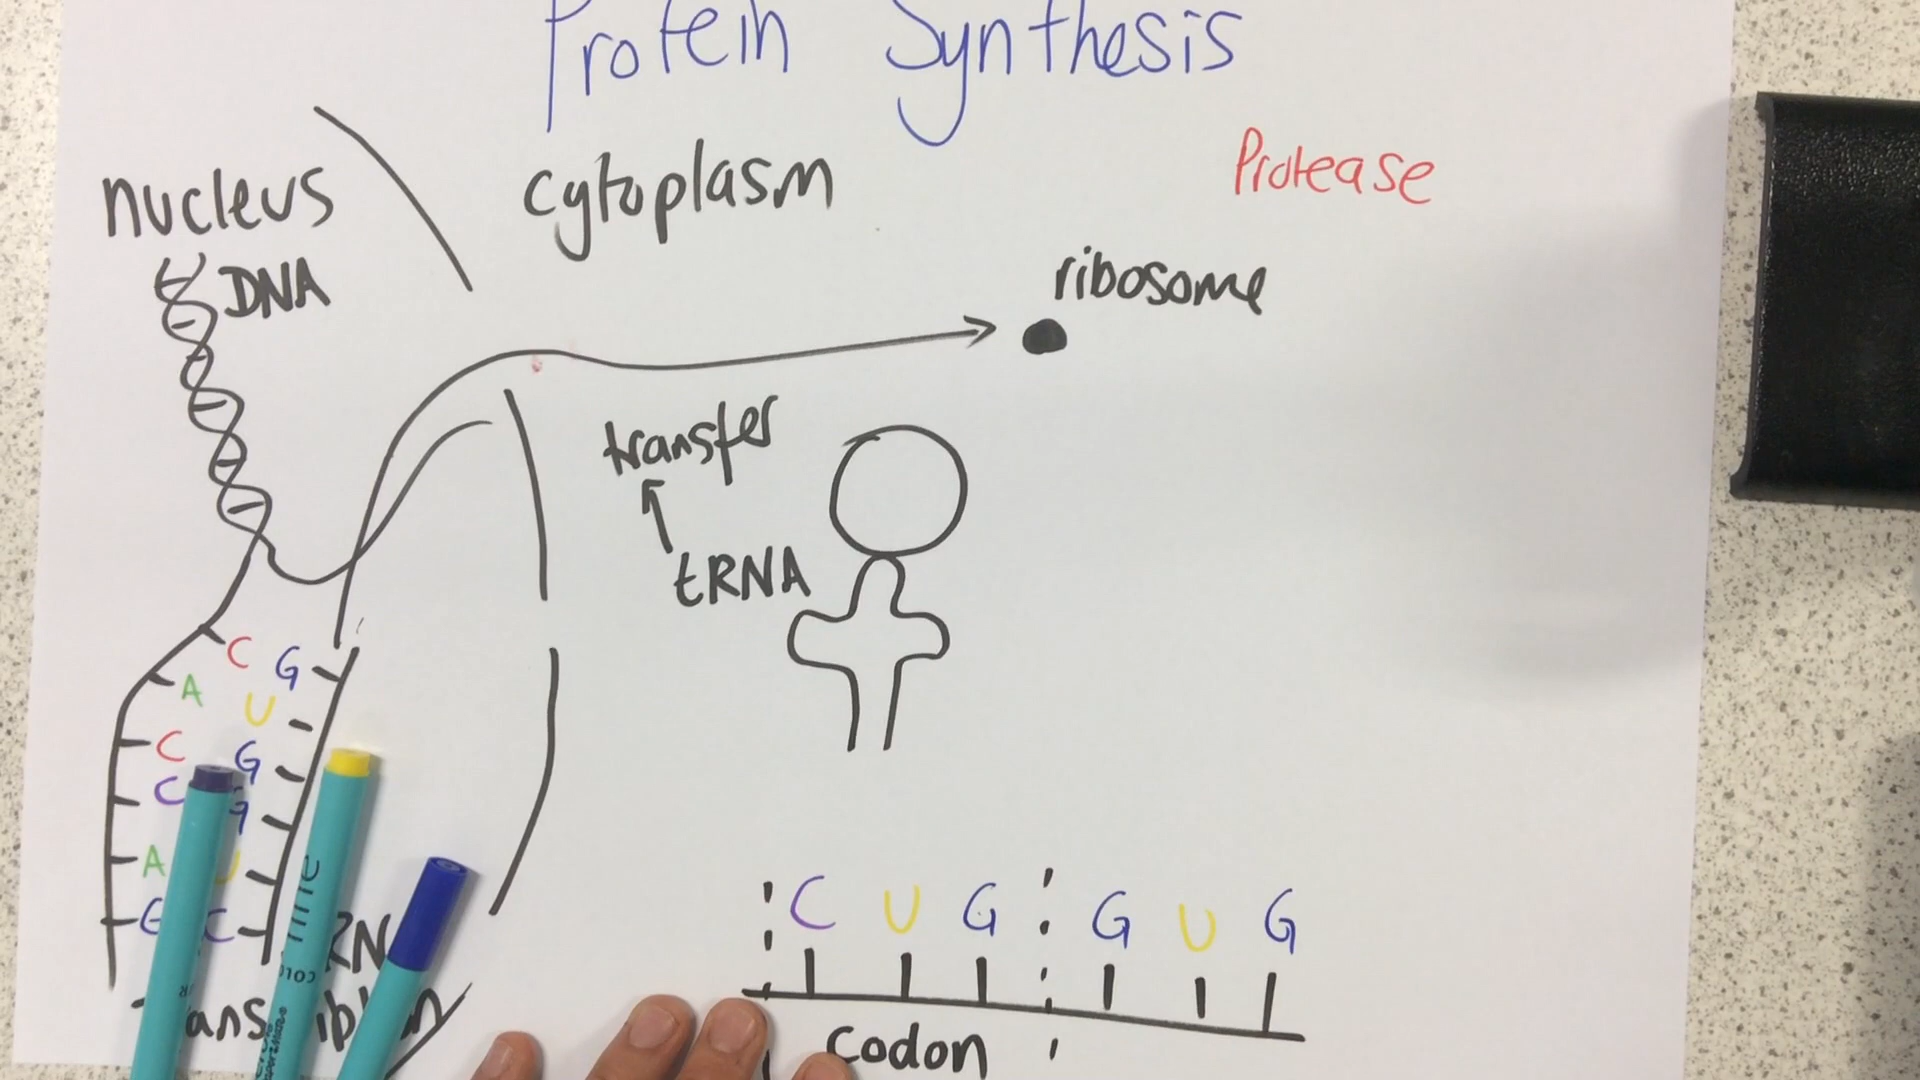 Protein Synthesis
nucleus
cytoplasm
Protease
DNA
ribosome
transfer
tRNA
C G
A U
C G
C G
A U
G C
C U G G U G
codon